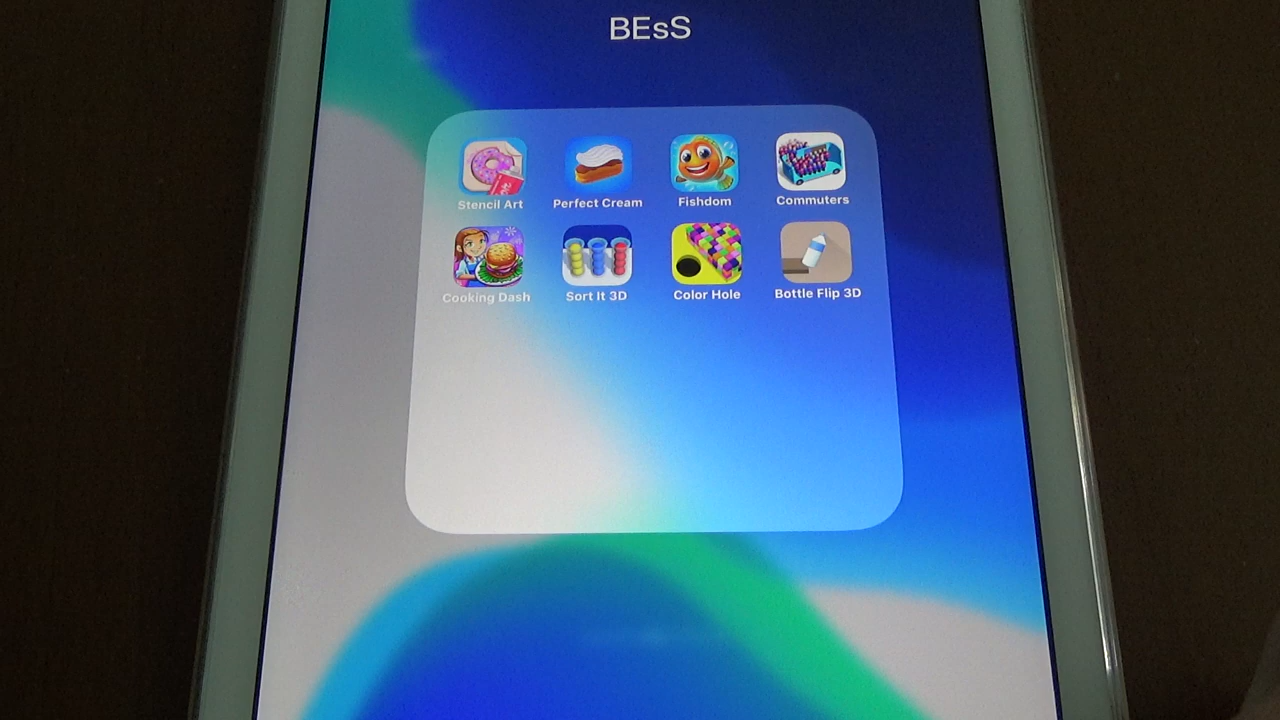 BEsS
Stencil Art
Perfect Cream
Fishdom
Commuters
Cooking Dash
Sort It 3D
Color Hole
Bottle Flip 3D